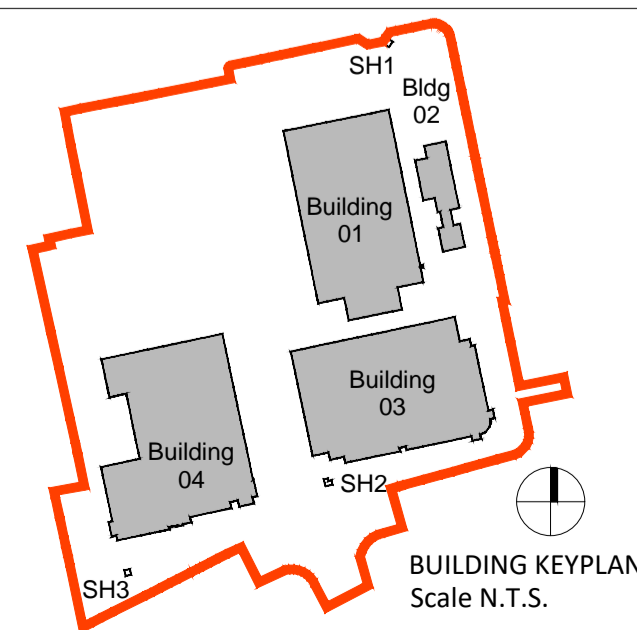 SH1
Bldg
02
Building
01
Building
03
Building
04
SH2
SH3
BUILDING KEYPLAN
Scale N.T.S.